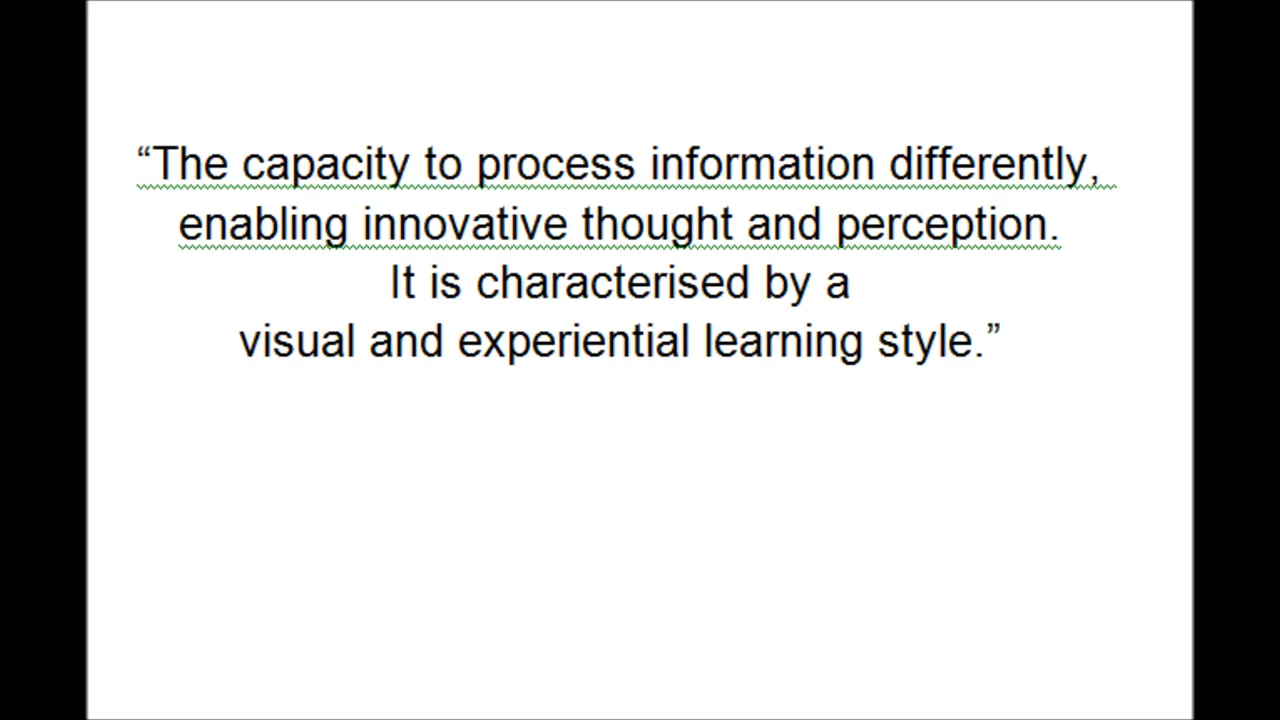 “The capacity to process information differently,
enabling innovative thought and perception.
It is characterised by a
visual and experiential learning style.”